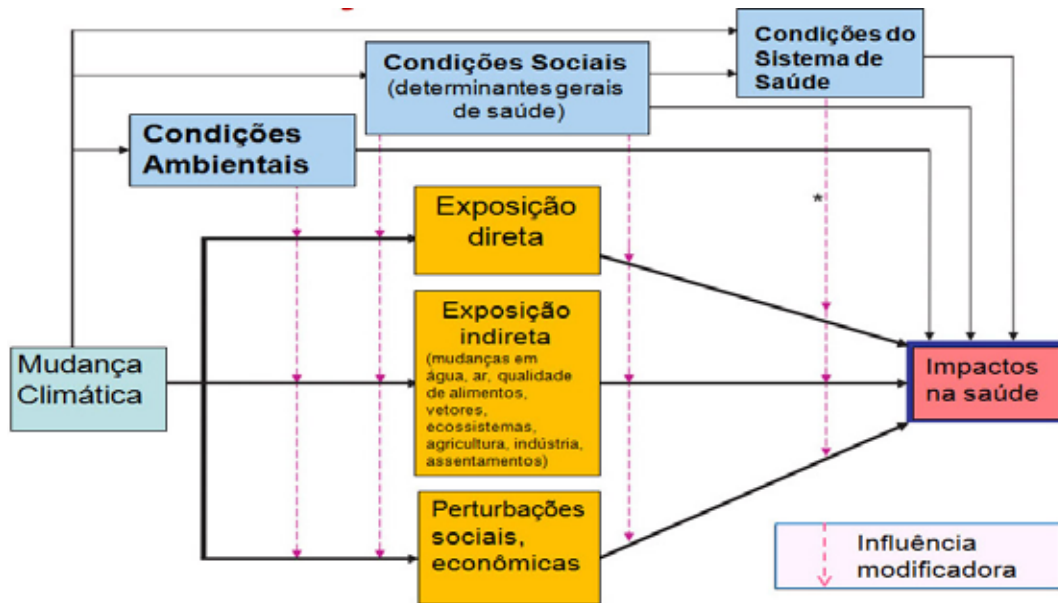 Condições do
Sistema de
Saúde
Condições Sociais
(determinantes gerais
de saúde)
Condições
Ambientais
*
Exposição
direta
Exposição
indireta
(mudanças em
água, ar, qualidade
de alimentos,
vetores,
ecossistemas,
agricultura, indústria,
assentamentos)
Mudança
Climática
Impactos
na saúde
Perturbações
sociais,
econômicas
Influência
modificadora